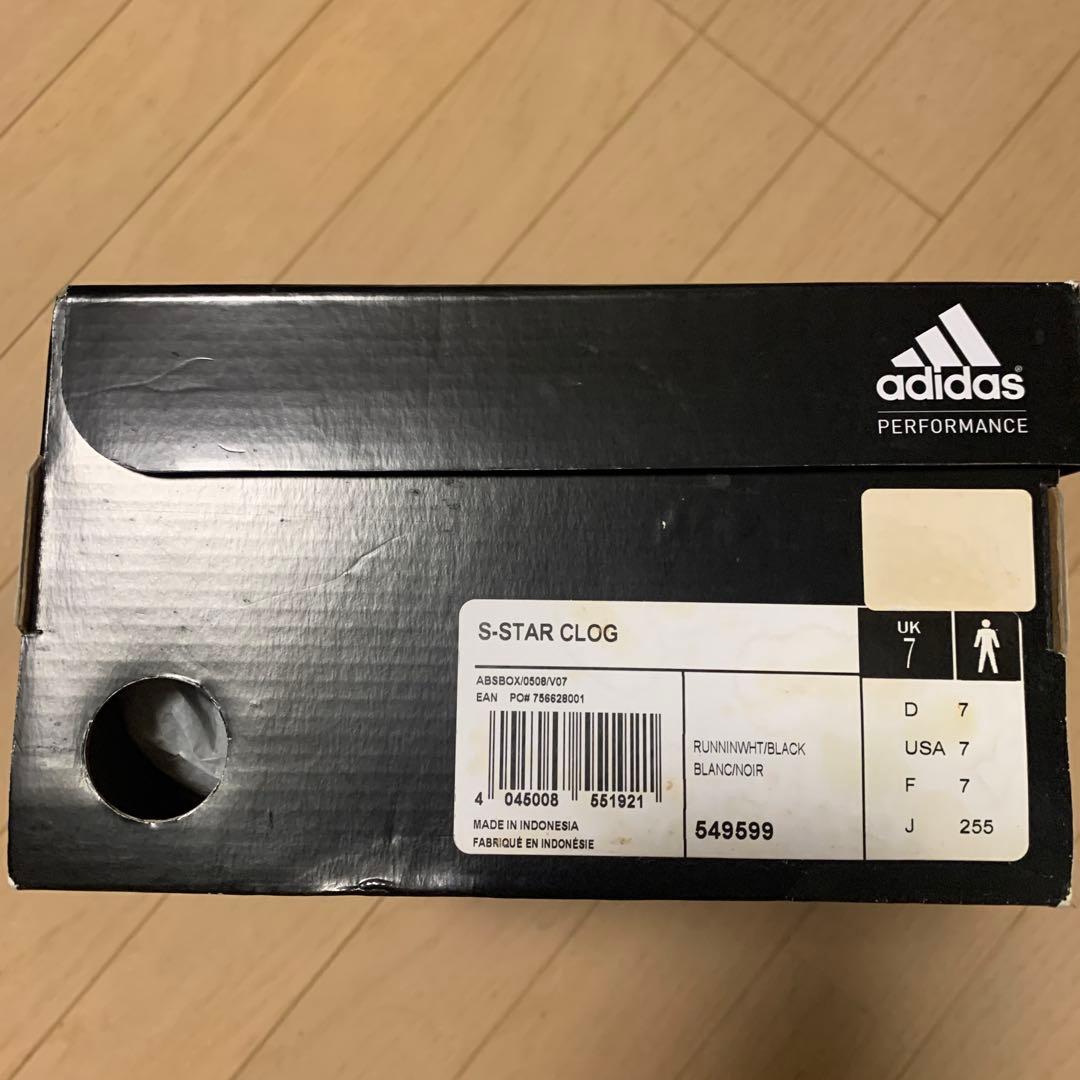 adidas®
PERFORMANCE
S-STAR CLOG
UK
7
ABSBOX/0508/V07
EAN PO# 756628001
4 045008 551921
MADE IN INDONESIA
FABRIQUÉ EN INDONÉSIE
RUNNINWHT/BLACK
BLANC/NOIR
549599
D 7
USA 7
F 7
J 255